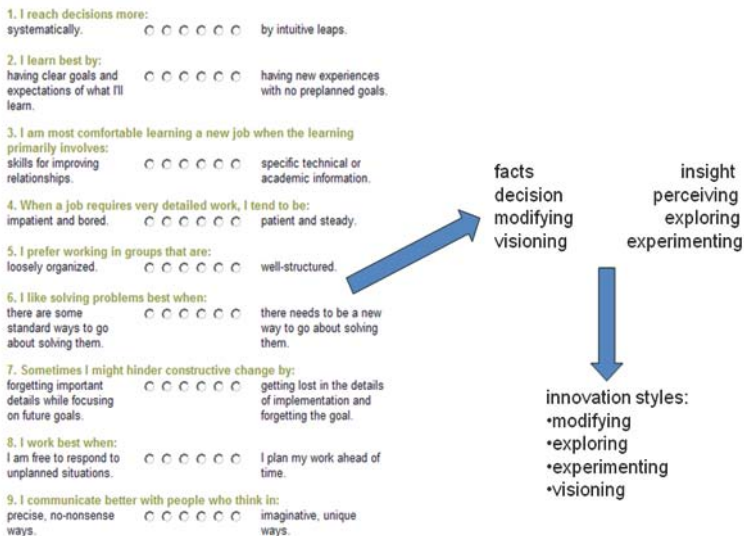 1. I reach decisions more:
systematically. by intuitive leaps.
2. I learn best by:
having clear goals and having new experiences
expectations of what I'll with no preplanned goals.
learn.
3. I am most comfortable learning a new job when the learning
primarily involves:
skills for improving specific technical or
relationships. academic information.
4. When a job requires very detailed work, I tend to be:
impatient and bored. patient and steady.
5. I prefer working in groups that are:
loosely organized. well-structured.
6. I like solving problems best when:
there are some there needs to be a new
standard ways to go way to go about solving
about solving them. them.
7. Sometimes I might hinder constructive change by:
forgetting important getting lost in the details
details while focusing of implementation and
on future goals. forgetting the goal.
8. I work best when:
I am free to respond to I plan my work ahead of
unplanned situations. time.
9. I communicate better with people who think in:
precise, no-nonsense imaginative, unique
ways. ways.
facts insight
decision perceiving
modifying exploring
visioning experimenting
innovation styles:
•modifying
•exploring
•experimenting
•visioning